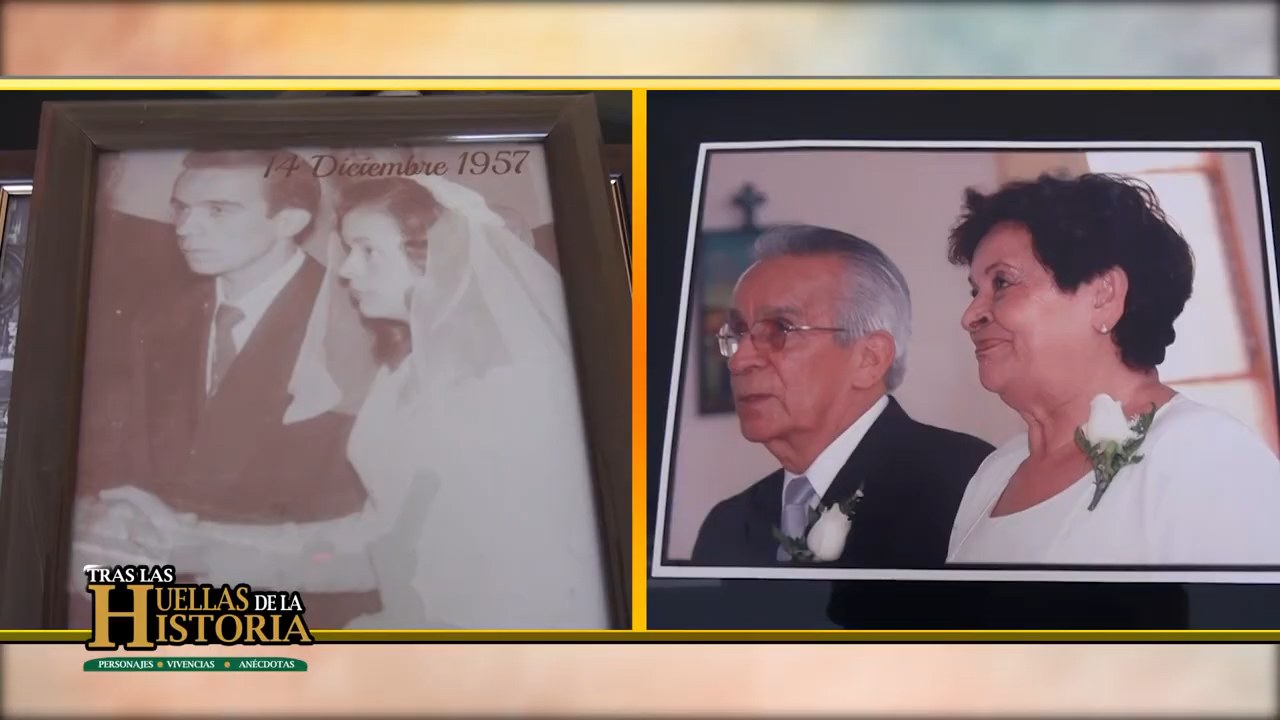 14 Diciembre 1957
TRAS LAS
HUELLAS DE LA
HISTORIA
PERSONAJES • VIVENCIAS • ANÉCDOTAS